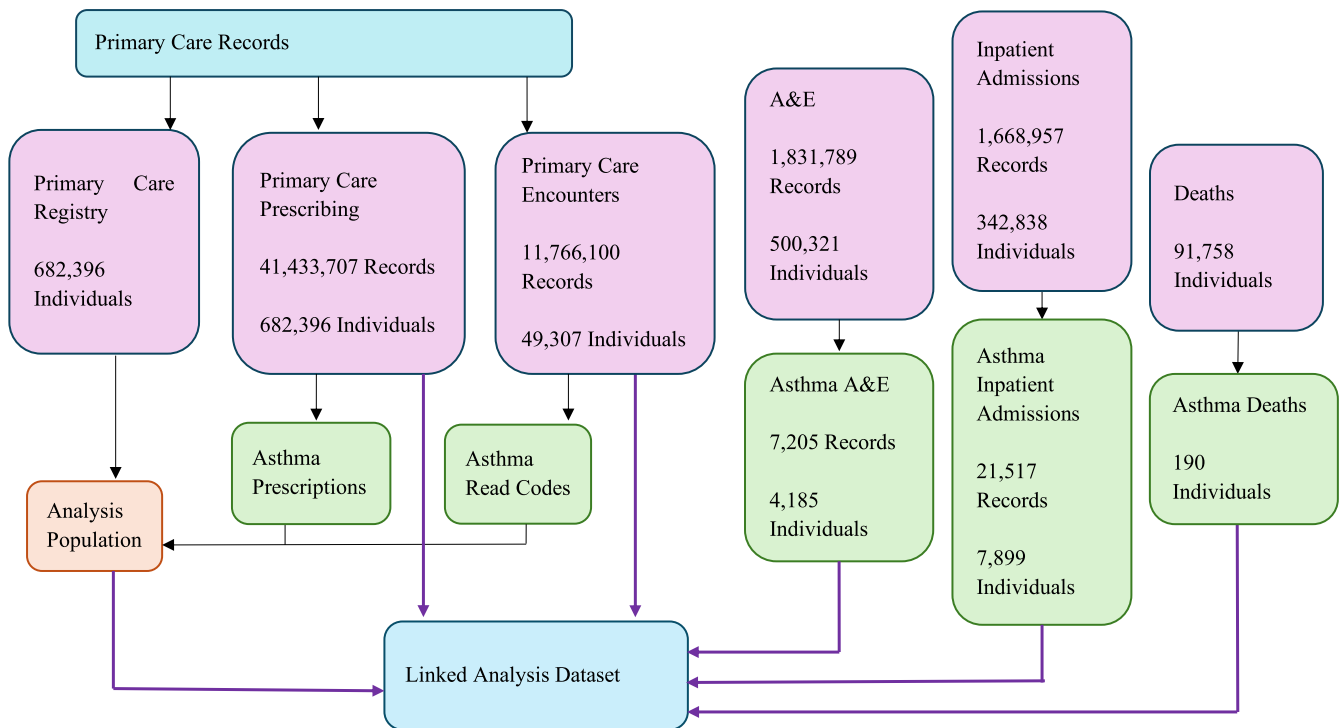 Primary Care Records
Primary Care
Registry
682,396
Individuals
Primary Care
Prescribing
41,433,707 Records
682,396 Individuals
Primary Care
Encounters
11,766,100
Records
49,307 Individuals
A&E
1,831,789
Records
500,321
Individuals
Inpatient
Admissions
1,668,957
Records
342,838
Individuals
Deaths
91,758
Individuals
Analysis
Population
Asthma
Prescriptions
Asthma
Read Codes
Asthma A&E
7,205 Records
4,185
Individuals
Asthma
Inpatient
Admissions
21,517
Records
7,899
Individuals
Asthma Deaths
190
Individuals
Linked Analysis Dataset